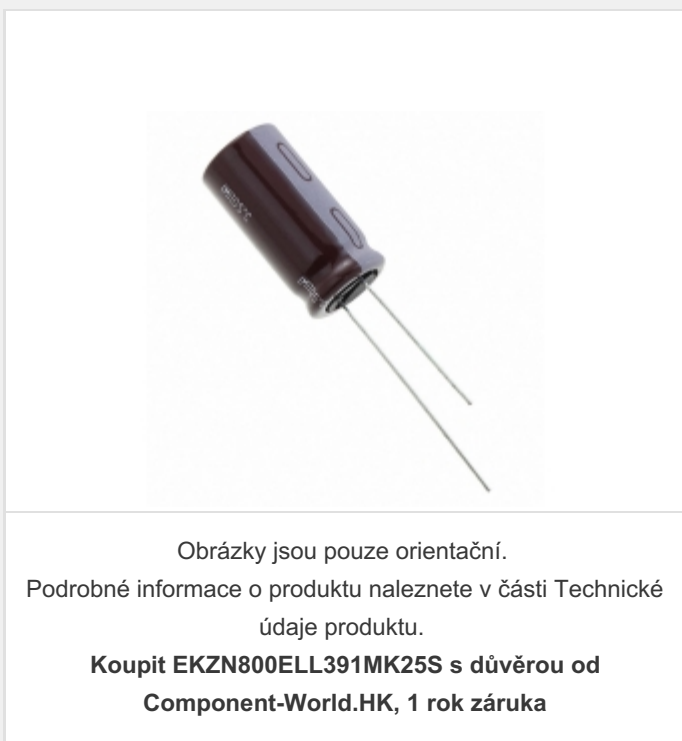 Obrázky jsou pouze orientační.
Podrobné informace o produktu naleznete v části Technické
údaje produktu.
Koupit EKZN800ELL391MK25S s důvěrou od
Component-World.HK, 1 rok záruka